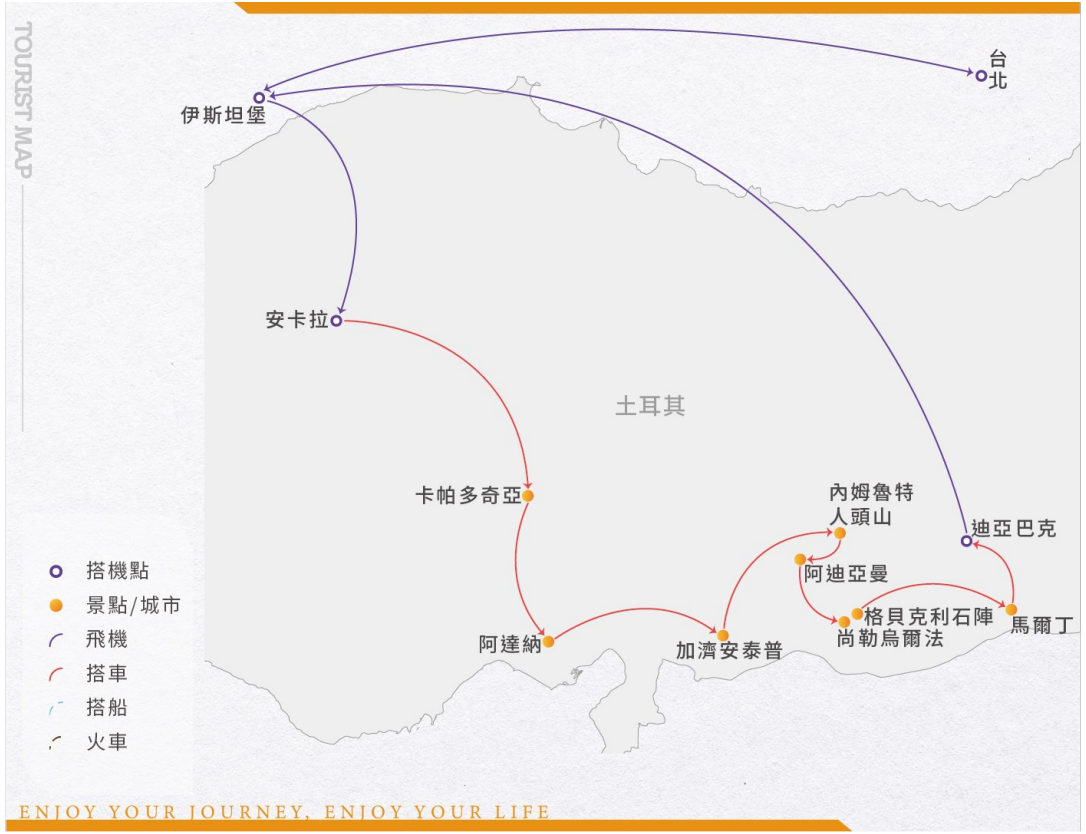 TOURIST MAP
台
北
伊斯坦堡
安卡拉
土耳其
卡帕多奇亞
內姆魯特
人頭山
迪亞巴克
阿迪亞曼
格貝克利石陣
尚勒烏爾法
馬爾丁
阿達納
加濟安泰普
搭機點
景點/城市
飛機
搭車
搭船
火車
ENJOY YOUR JOURNEY, ENJOY YOUR LIFE